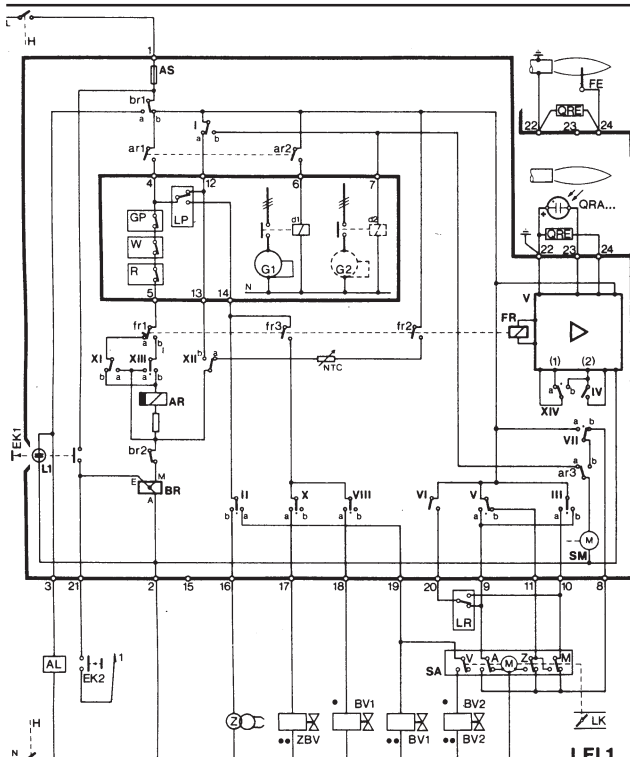 L
H
1
AS
br1
a b
I
a b
ar1
ar2
FE
QRE
22 23 24
4 12 6 7
LP
GP
W
R
d1
d2
G1
G2
N
QRA...
+
QRE
22 23 24
5 13 14
V
FR
fr1
fr3
fr2
a b
XI
XIII
XII
b a
b a
a b
NTC
AR
(1) (2)
a b
XIV
IV
VII
a b
ar3
a b
EK1
L1
br2
E M
BR
A
II
X
VIII
VI
V
III
b a
a b
a b
a b
a b
M
SM
3 21 2 15 16 17 18 19 20 9 11 10 8
LR
AL
1
EK2
SA
V A M Z M
Z
BV1
BV2
ZBV
BV1
BV2
LK
H
N
LFL1